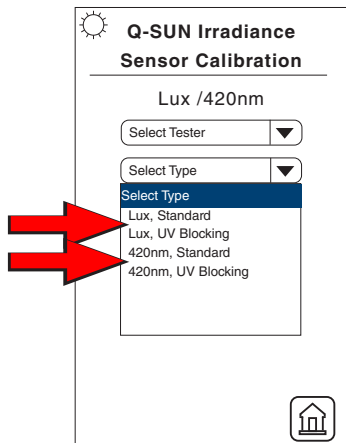 Q-SUN Irradiance
Sensor Calibration
Lux /420nm
Select Tester
Select Type
Select Type
Lux, Standard
Lux, UV Blocking
420nm, Standard
420nm, UV Blocking